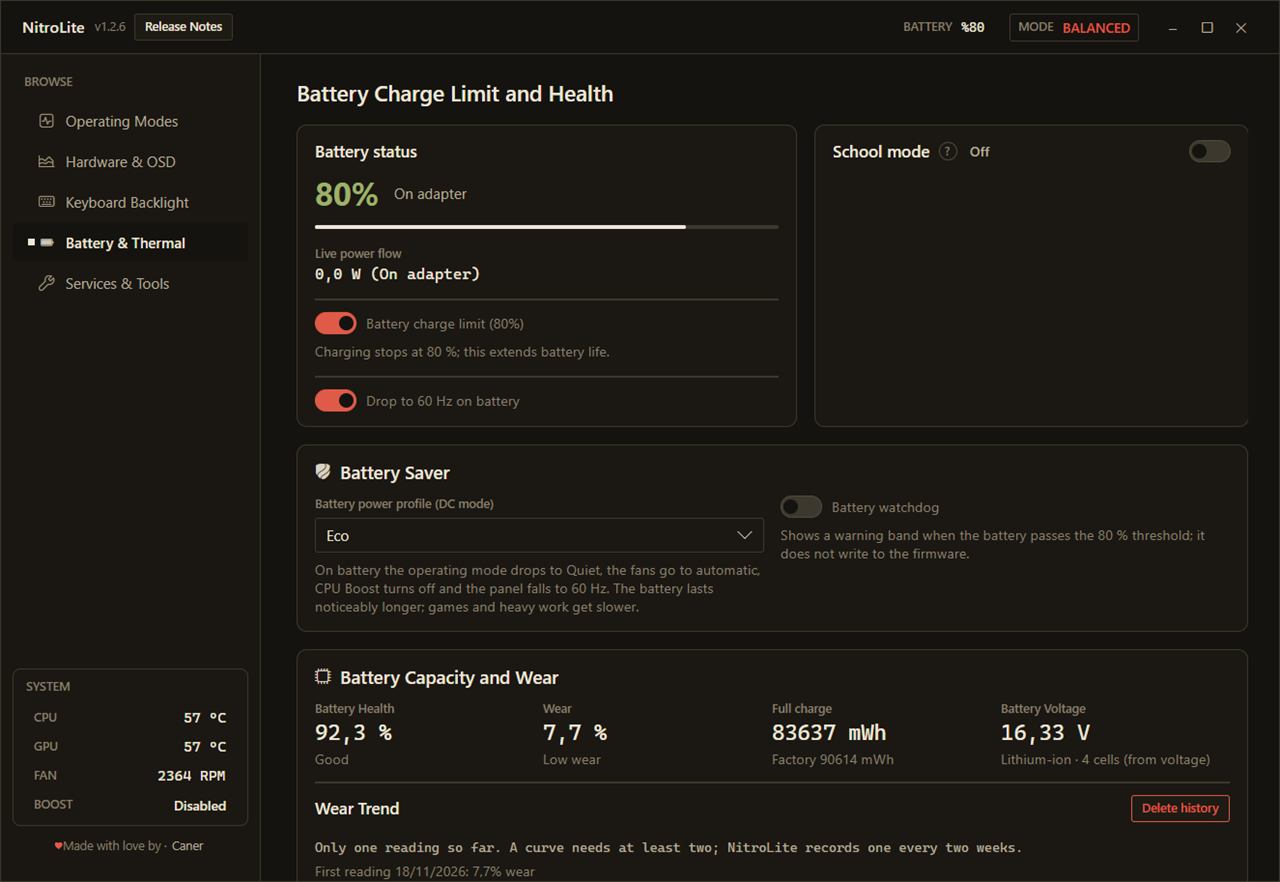 NitroLite v1.2.6 Release Notes
BATTERY %80
MODE BALANCED
BROWSE
Operating Modes
Hardware & OSD
Keyboard Backlight
Battery & Thermal
Services & Tools
SYSTEM
CPU 57 °C
GPU 57 °C
FAN 2364 RPM
BOOST Disabled
Made with love by · Caner
Battery Charge Limit and Health
Battery status
80% On adapter
Live power flow
0,0 W (On adapter)
Battery charge limit (80%)
Charging stops at 80 %; this extends battery life.
Drop to 60 Hz on battery
School mode ? Off
Battery Saver
Battery power profile (DC mode)
Eco
On battery the operating mode drops to Quiet, the fans go to automatic,
CPU Boost turns off and the panel falls to 60 Hz. The battery lasts
noticeably longer; games and heavy work get slower.
Battery watchdog
Shows a warning band when the battery passes the 80 % threshold; it
does not write to the firmware.
Battery Capacity and Wear
Battery Health
92,3 %
Good
Wear
7,7 %
Low wear
Full charge
83637 mWh
Factory 90614 mWh
Battery Voltage
16,33 V
Lithium-ion · 4 cells (from voltage)
Wear Trend
Delete history
Only one reading so far. A curve needs at least two; NitroLite records one every two weeks.
First reading 18/11/2026: 7,7% wear